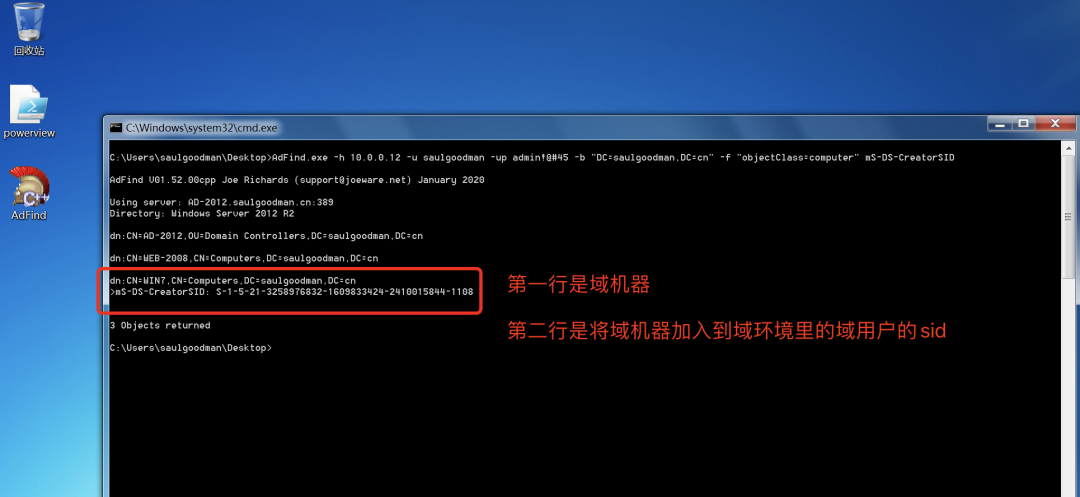 回收站
powerview
AdFind
C:\Windows\system32\cmd.exe
C:\Users\saulgoodman\Desktop>AdFind.exe -h 10.0.0.12 -u saulgoodman -up admin!@#45 -b "DC=saulgoodman,DC=cn" -f "objectClass=computer" mS-DS-CreatorSID
AdFind V01.52.00cpp Joe Richards (support@joeware.net) January 2020
Using server: AD-2012.saulgoodman.cn:389
Directory: Windows Server 2012 R2
dn:CN=AD-2012,OU=Domain Controllers,DC=saulgoodman,DC=cn
dn:CN=WEB-2008,CN=Computers,DC=saulgoodman,DC=cn
dn:CN=WIN7,CN=Computers,DC=saulgoodman,DC=cn
>mS-DS-CreatorSID: S-1-5-21-3258976832-1609833424-2410015844-1108
第一行是域机器
第二行是将域机器加入到域环境里的域用户的sid
3 Objects returned
C:\Users\saulgoodman\Desktop>